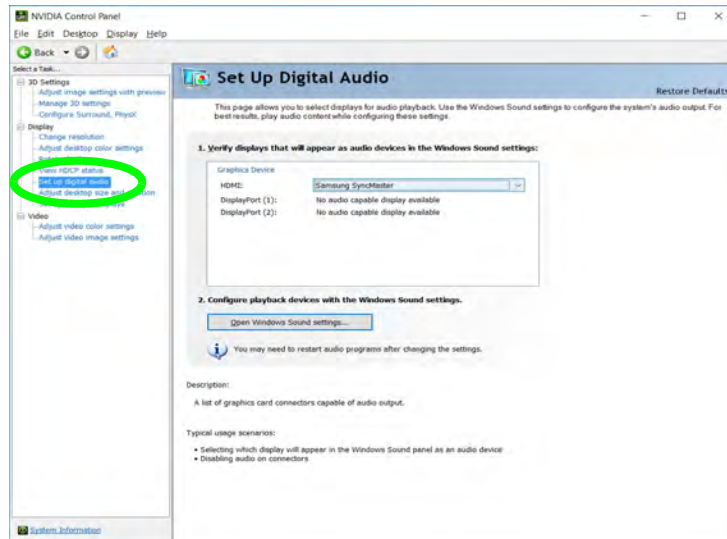 NVIDIA Control Panel
File Edit Desktop Display Help
Back
Select a Task...
3D Settings
Adjust image settings with preview
Manage 3D settings
Configure Surround, PhysX
Display
Change resolution
Adjust desktop color settings
View HDCP status
Set up digital audio
Adjust desktop size and
Video
Adjust video color settings
Adjust video image settings
System Information
Set Up Digital Audio
Restore Defaults
This page allows you to select displays for audio playback. Use the Windows Sound settings to configure the system's audio output. For
best results, play audio content while configuring these settings.
1. Verify displays that will appear as audio devices in the Windows Sound settings:
Graphics Device
HDMI: Samsung SyncMaster
DisplayPort (1): No audio capable display available
DisplayPort (2): No audio capable display available
2. Configure playback devices with the Windows Sound settings.
Open Windows Sound settings...
You may need to restart audio programs after changing the settings.
Description:
A list of graphics card connectors capable of audio output.
Typical usage scenarios:
• Selecting which display will appear in the Windows Sound panel as an audio device
• Disabling audio on connectors